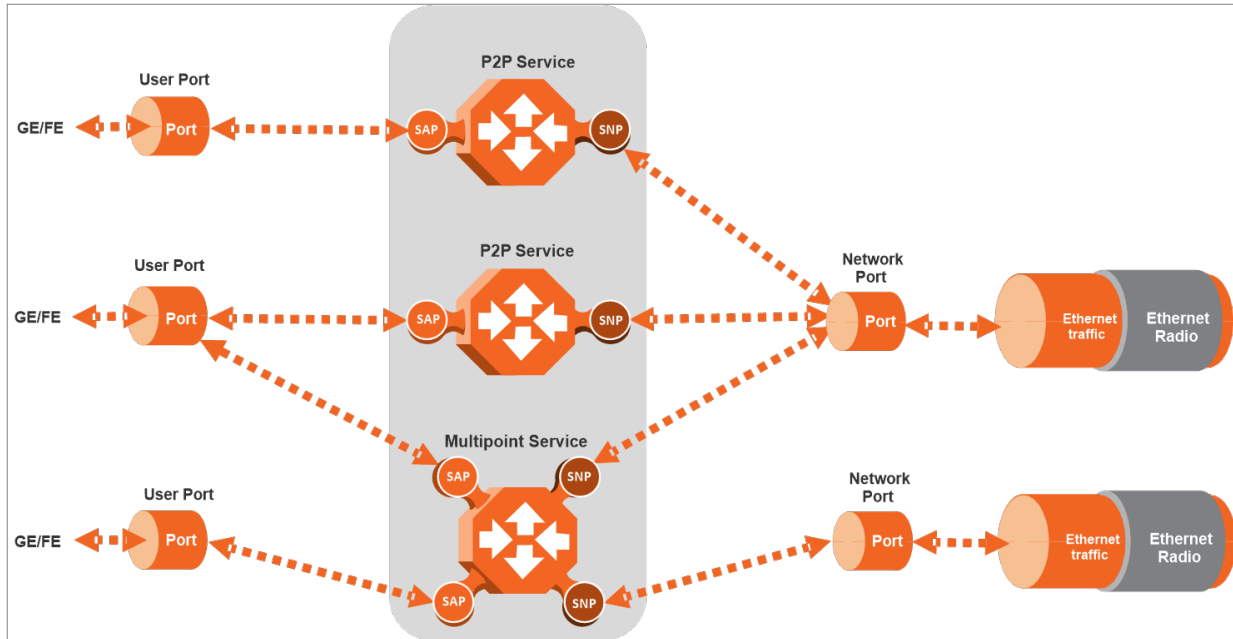 P2P Service
User Port
GE/FE
Port
SAP
SNP
P2P Service
User Port
Network
Port
GE/FE
Port
SAP
SNP
Port
Ethernet
traffic
Ethernet
Radio
Multipoint Service
SAP
SNP
User Port
Network
Port
GE/FE
Port
Port
Ethernet
traffic
Ethernet
Radio
SAP
SNP